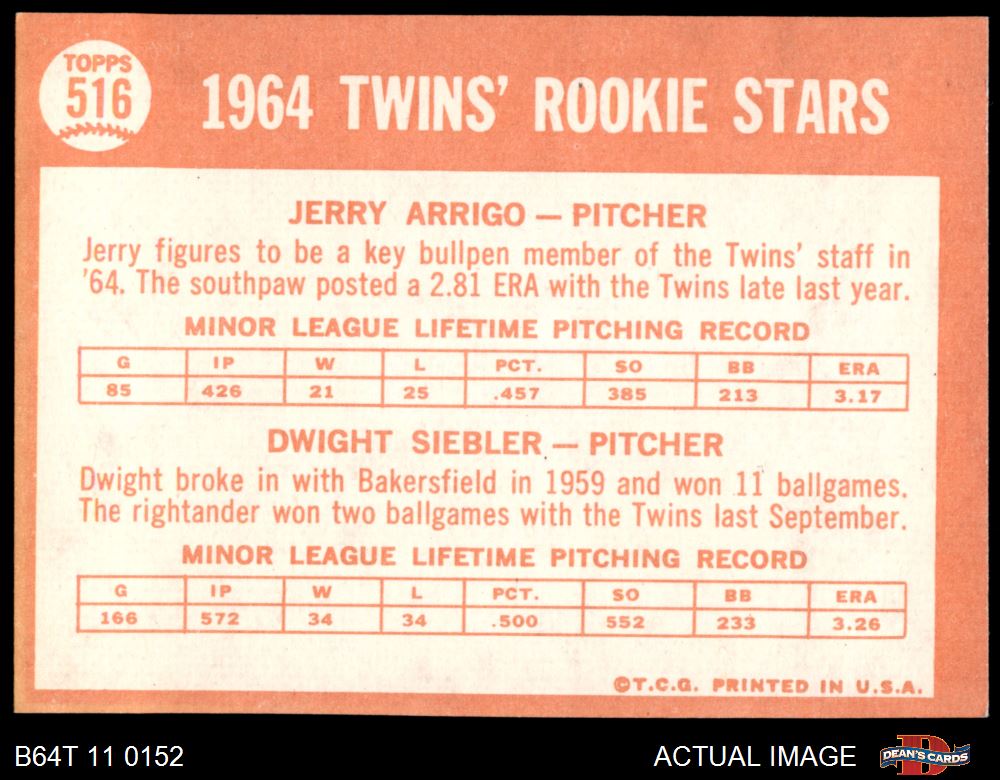 TOPPS
516
1964 TWINS' ROOKIE STARS
JERRY ARRIGO — PITCHER
Jerry figures to be a key bullpen member of the Twins' staff in
'64. The southpaw posted a 2.81 ERA with the Twins late last year.
MINOR LEAGUE LIFETIME PITCHING RECORD
G IP W L PCT. SO BB ERA
85 426 21 25 .457 385 213 3.17
DWIGHT SIEBLER — PITCHER
Dwight broke in with Bakersfield in 1959 and won 11 ballgames.
The rightander won two ballgames with the Twins last September.
MINOR LEAGUE LIFETIME PITCHING RECORD
G IP W L PCT. SO BB ERA
166 572 34 34 .500 552 233 3.26
©T.C.G. PRINTED IN U.S.A.
B64T 11 0152
ACTUAL IMAGE
DEAN'S CARDS